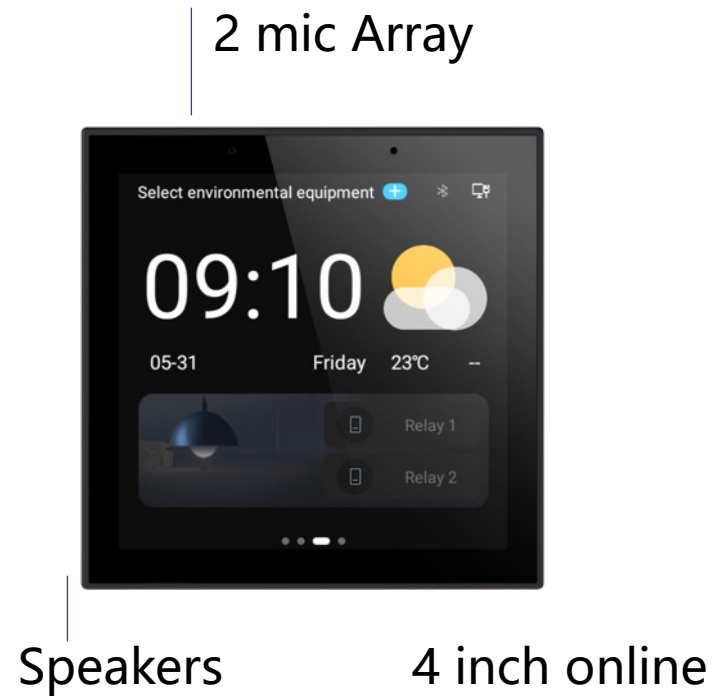 2 mic Array
Select environmental equipment
09:10
05-31 Friday 23℃ --
Relay 1
Relay 2
Speakers 4 inch online